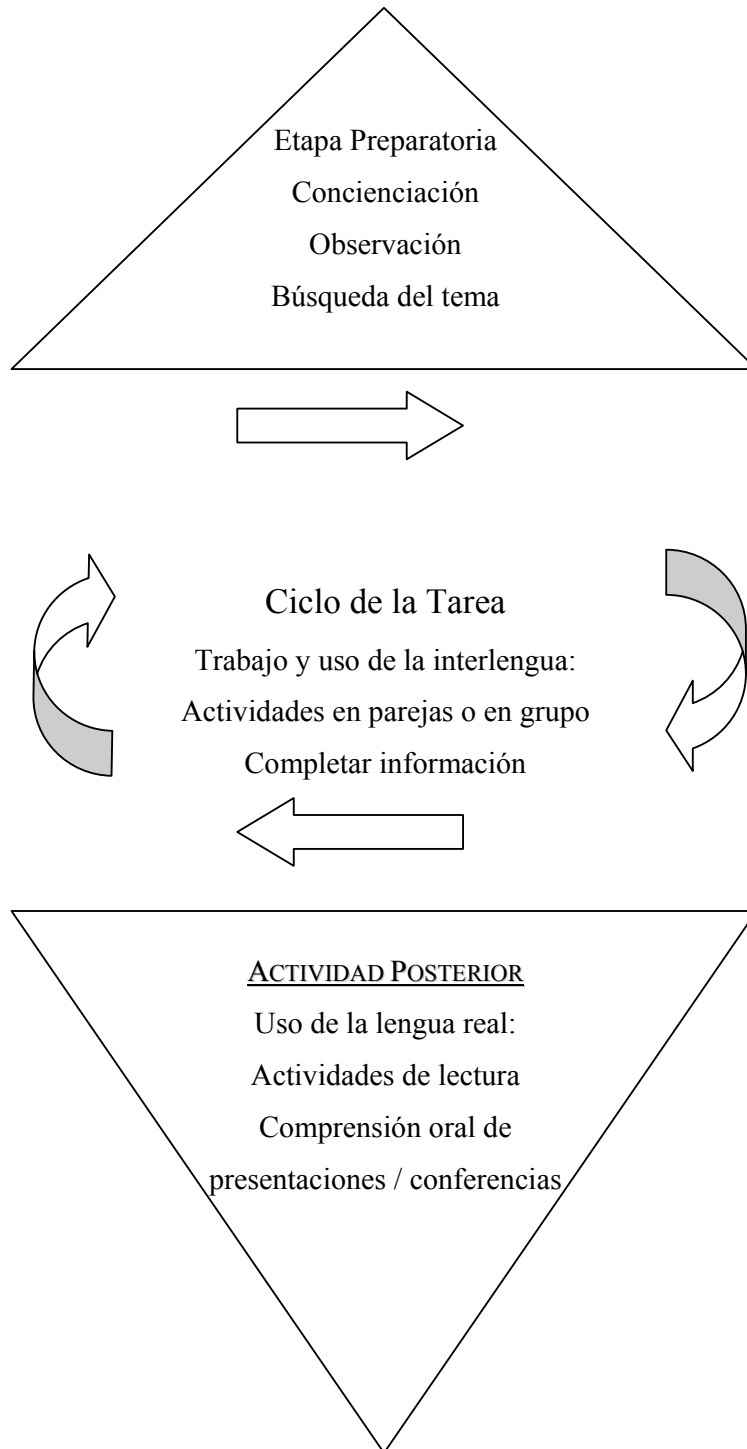 Etapa Preparatoria
Concienciación
Observación
Búsqueda del tema
Ciclo de la Tarea
Trabajo y uso de la interlengua:
Actividades en parejas o en grupo
Completar información
ACTIVIDAD POSTERIOR
Uso de la lengua real:
Actividades de lectura
Comprensión oral de
presentaciones / conferencias